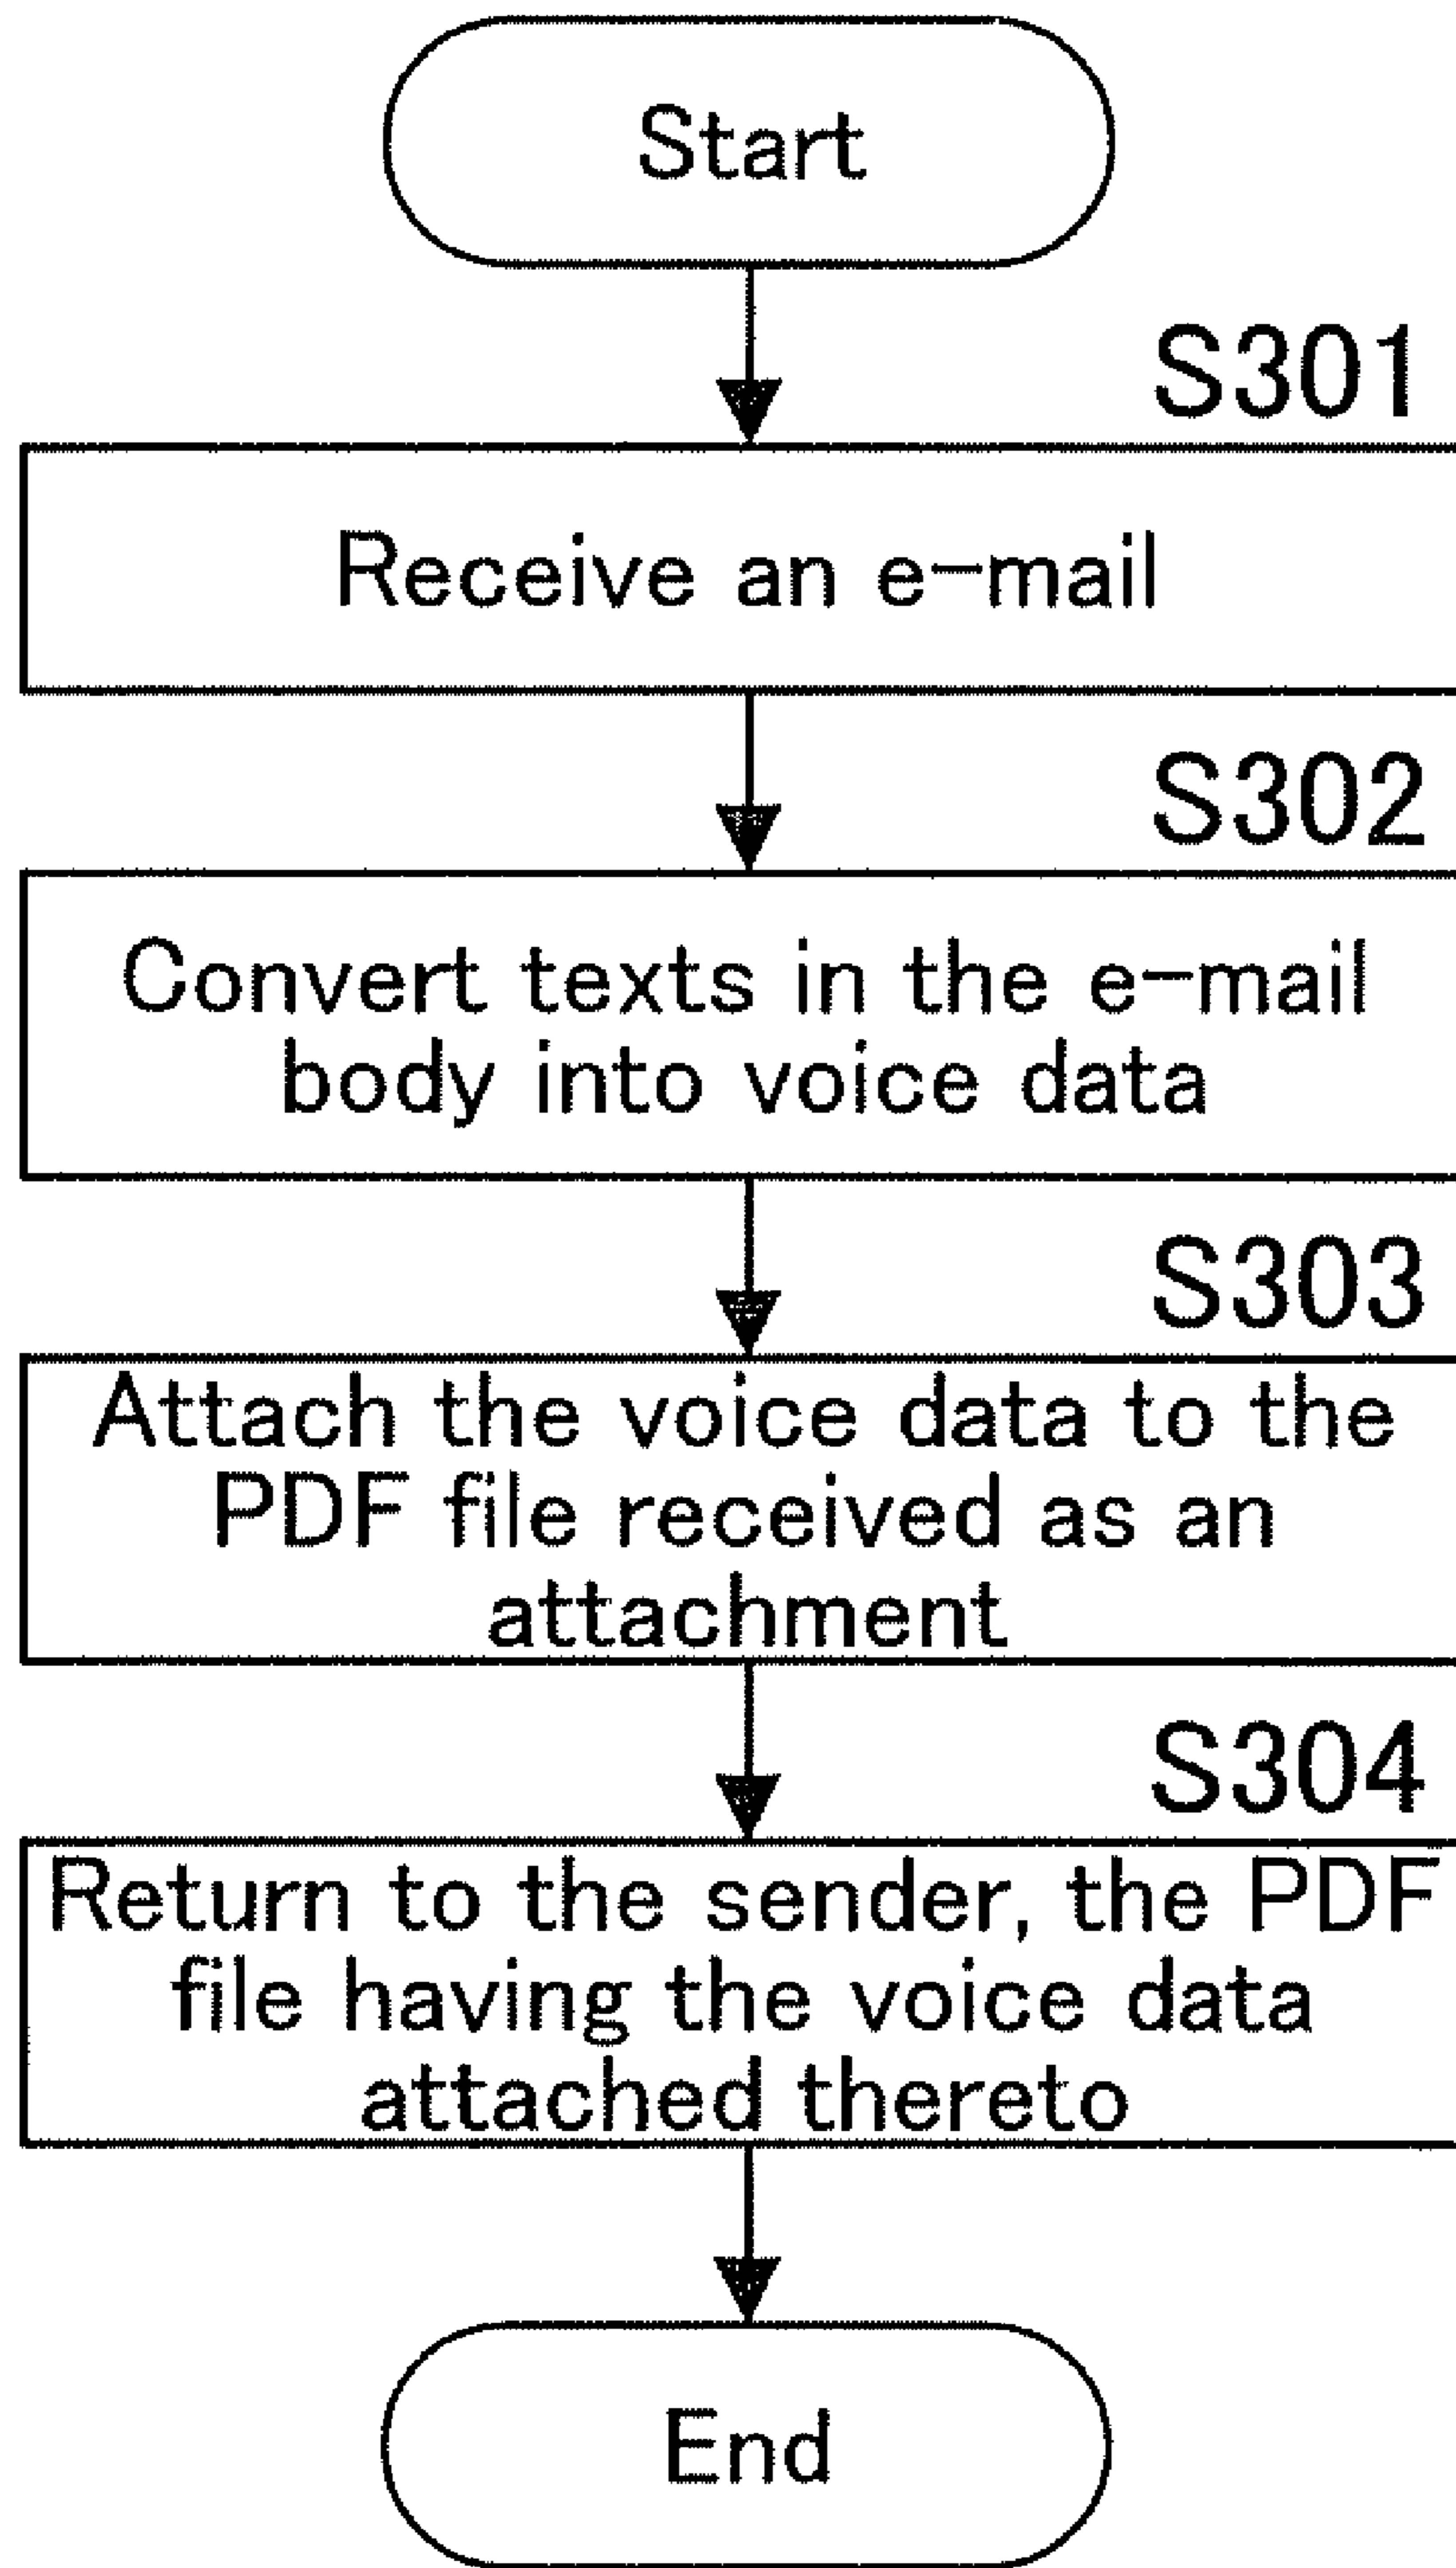 Start
S301
Receive an e-mail
S302
Convert texts in the e-mail
body into voice data
S303
Attach the voice data to the
PDF file received as an
attachment
S304
Return to the sender, the PDF
file having the voice data
attached thereto
End